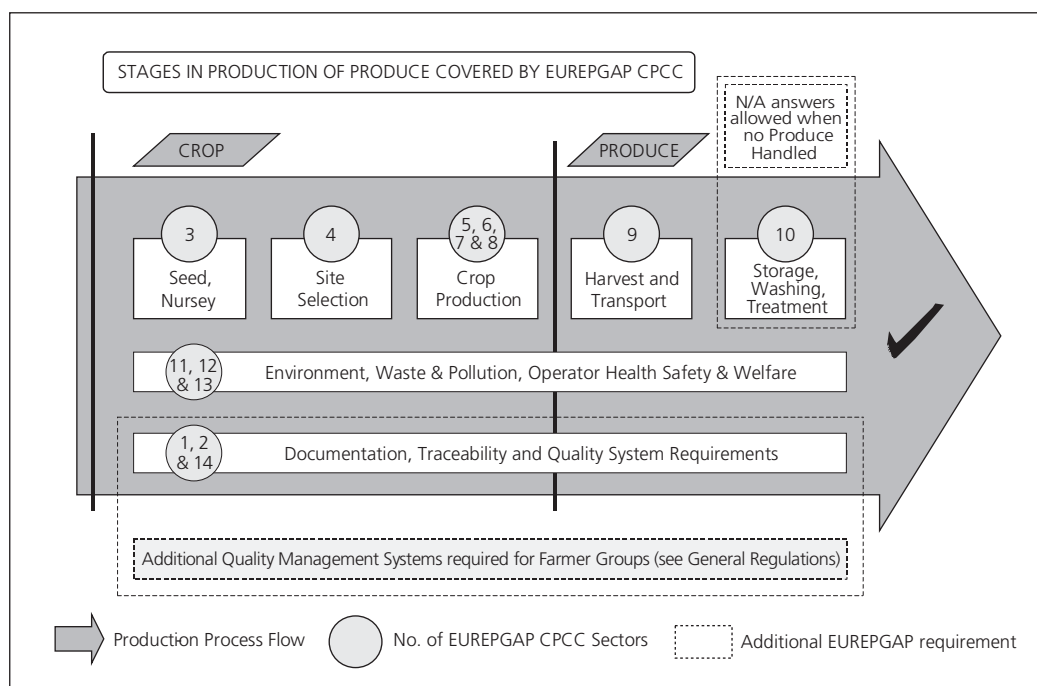 STAGES IN PRODUCTION OF PRODUCE COVERED BY EUREPGAP CPCC
N/A answers
allowed when
no Produce
Handled
CROP
PRODUCE
3
Seed,
Nursey
4
Site
Selection
5, 6,
7 & 8
Crop
Production
9
Harvest and
Transport
10
Storage,
Washing,
Treatment
11, 12
& 13
Environment, Waste & Pollution, Operator Health Safety & Welfare
1, 2
& 14
Documentation, Traceability and Quality System Requirements
Additional Quality Management Systems required for Farmer Groups (see General Regulations)
Production Process Flow
No. of EUREPGAP CPCC Sectors
Additional EUREPGAP requirement